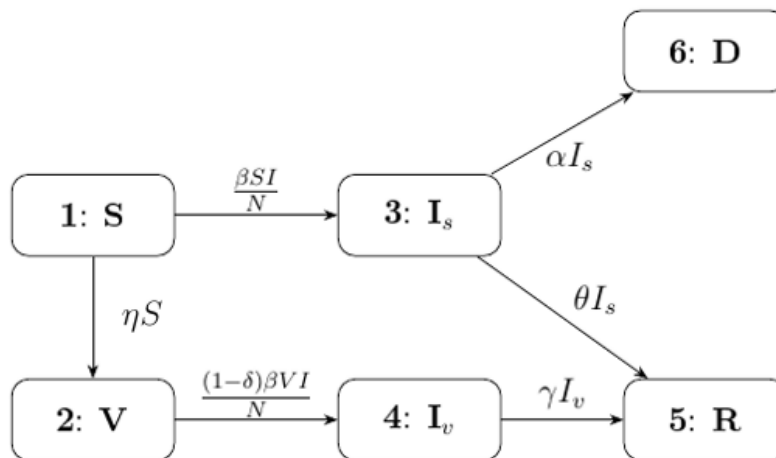 6: D
αI_s
1: S
βSI/N
3: I_s
ηS
θI_s
2: V
(1−δ)βVI/N
4: I_v
γI_v
5: R